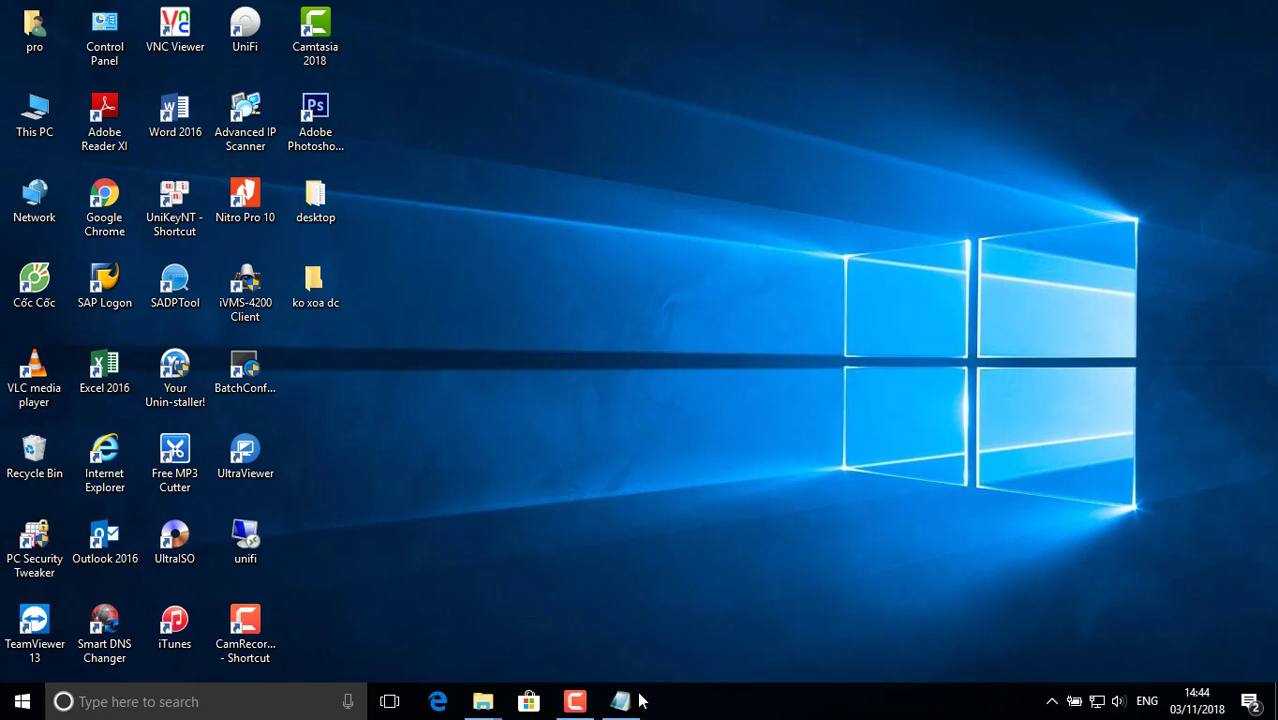 pro
Control
Panel
VNC Viewer
UniFi
Camtasia
2018
This PC
Adobe
Reader XI
Word 2016
Advanced IP
Scanner
Adobe
Photosho...
Network
Google
Chrome
UniKeyNT -
Shortcut
Nitro Pro 10
desktop
Cốc Cốc
SAP Logon
SADPTool
iVMS-4200
Client
ko xoa dc
VLC media
player
Excel 2016
Your
Unin-staller!
BatchConf...
Recycle Bin
Internet
Explorer
Free MP3
Cutter
UltraViewer
PC Security
Tweaker
Outlook 2016
UltraISO
unifi
TeamViewer
13
Smart DNS
Changer
iTunes
CamRecor...
- Shortcut
Type here to search
ENG
14:44
03/11/2018
2